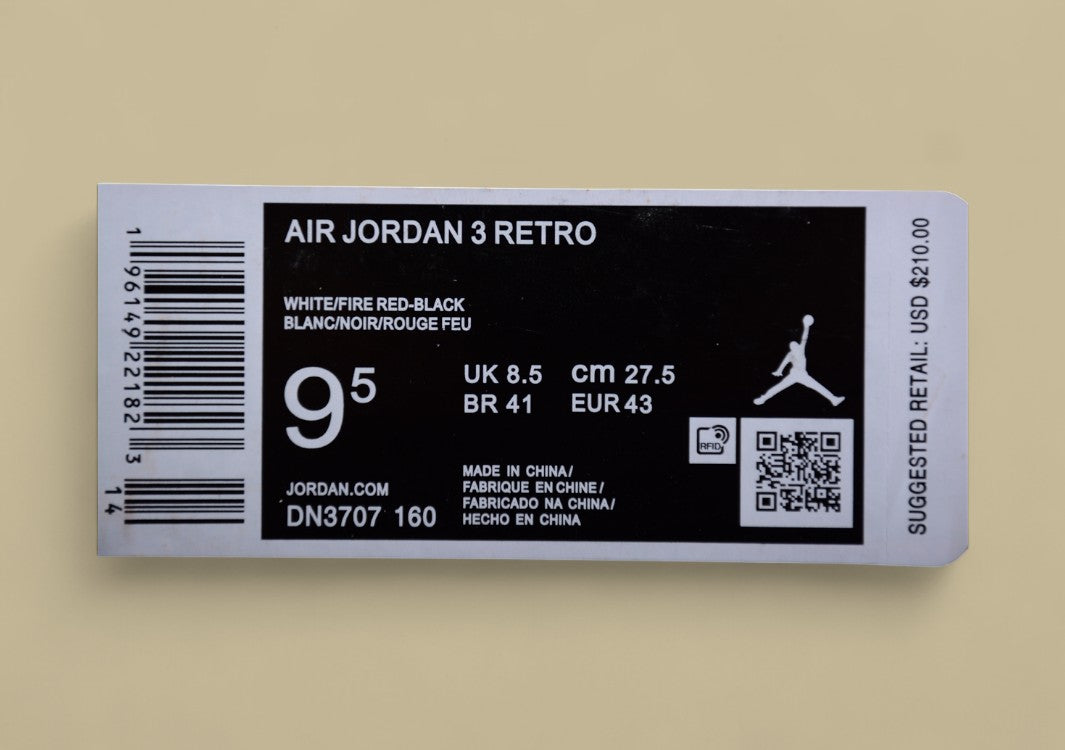 AIR JORDAN 3 RETRO
WHITE/FIRE RED-BLACK
BLANC/NOIR/ROUGE FEU
9 5
UK 8.5 cm 27.5
BR 41 EUR 43
RFID
MADE IN CHINA/
FABRIQUE EN CHINE/
FABRICADO NA CHINA/
HECHO EN CHINA
JORDAN.COM
DN3707 160
1 96149 22182 3
14
SUGGESTED RETAIL: USD $210.00